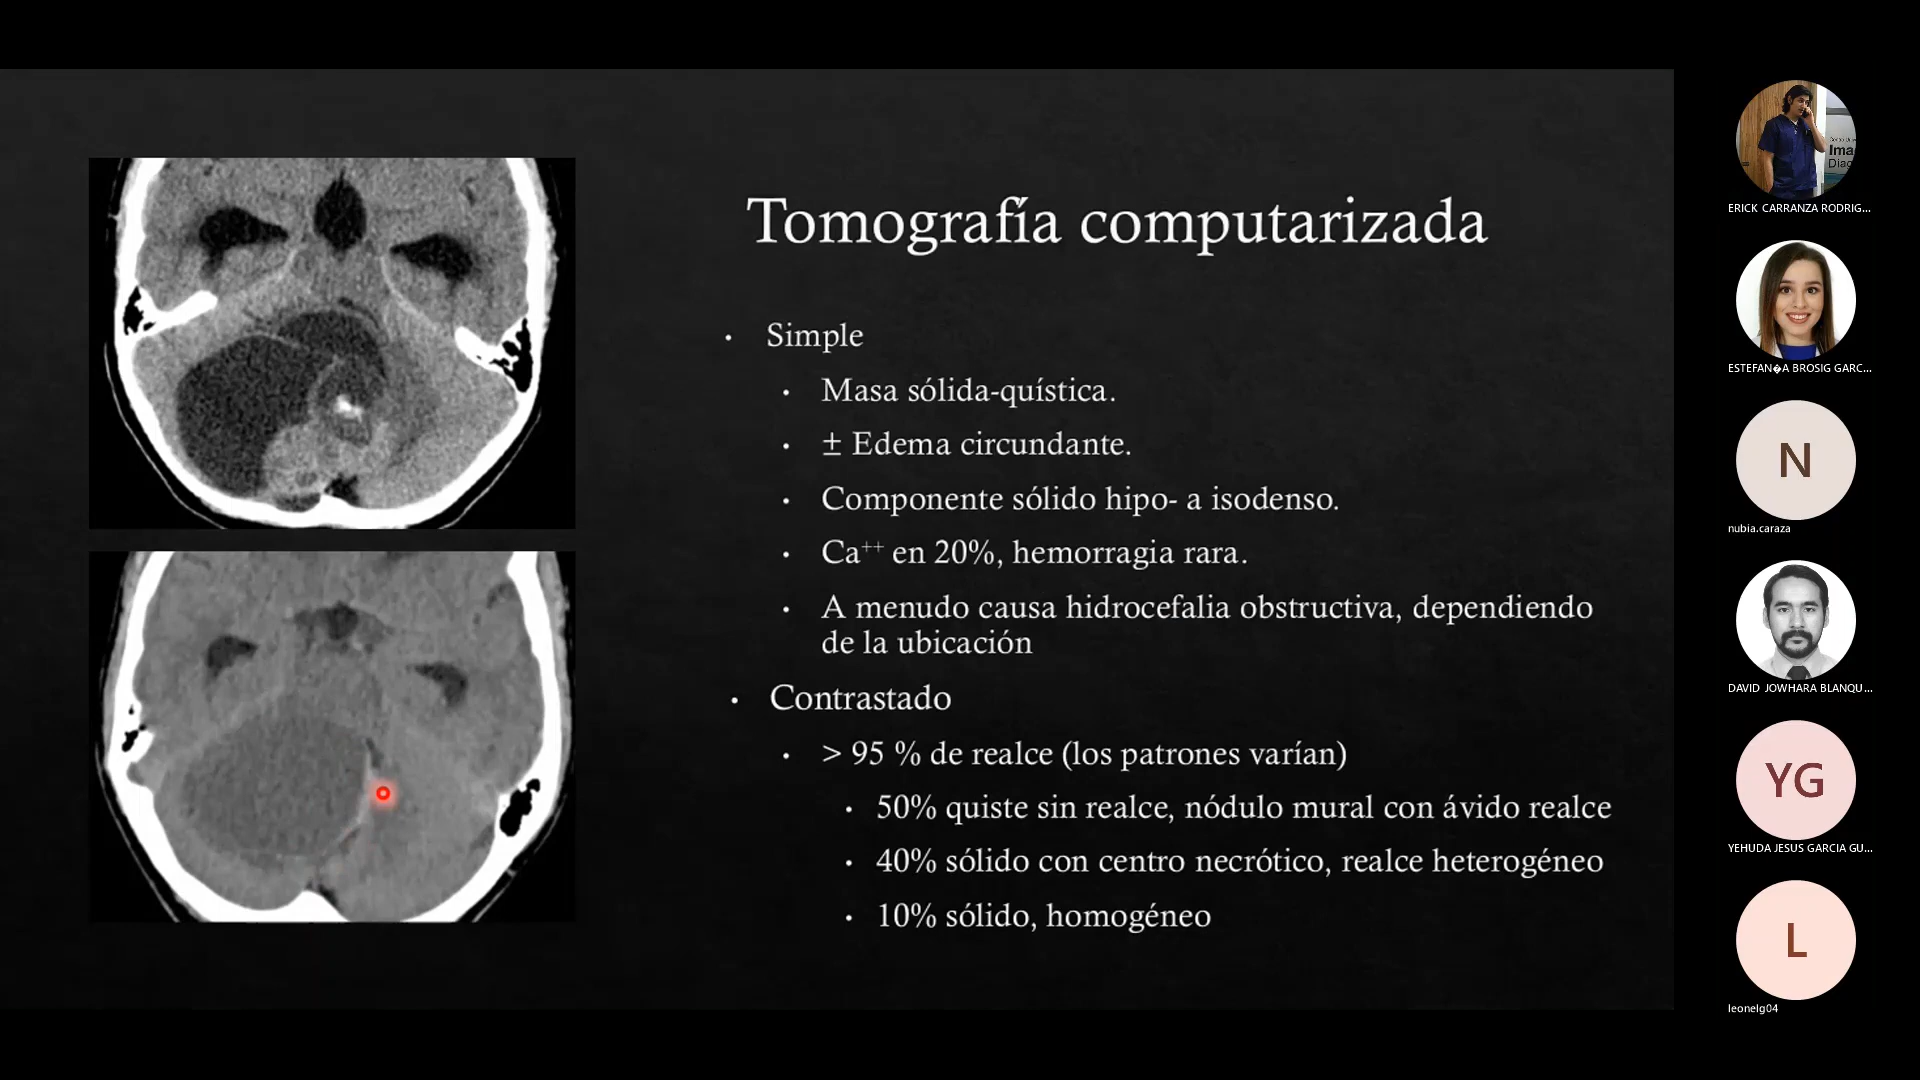 Tomografía computarizada
• Simple
• Masa sólida-quística.
• ± Edema circundante.
• Componente sólido hipo- a isodenso.
• Ca⁺⁺ en 20%, hemorragia rara.
• A menudo causa hidrocefalia obstructiva, dependiendo
de la ubicación
• Contrastado
• > 95 % de realce (los patrones varían)
• 50% quiste sin realce, nódulo mural con ávido realce
• 40% sólido con centro necrótico, realce heterogéneo
• 10% sólido, homogéneo
Ima
Diag
ERICK CARRANZA RODRIG...
ESTEFAN�A BROSIG GARC...
N
nubia.caraza
DAVID JOWHARA BLANQU...
YG
YEHUDA JESUS GARCIA GU...
L
leonelg04